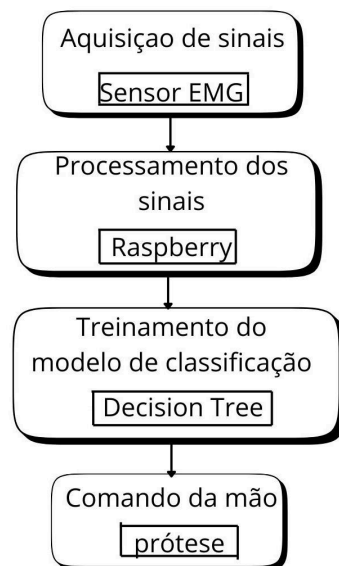 Aquisiçao de sinais
Sensor EMG
Processamento dos
sinais
Raspberry
Treinamento do
modelo de classificação
Decision Tree
Comando da mão
prótese